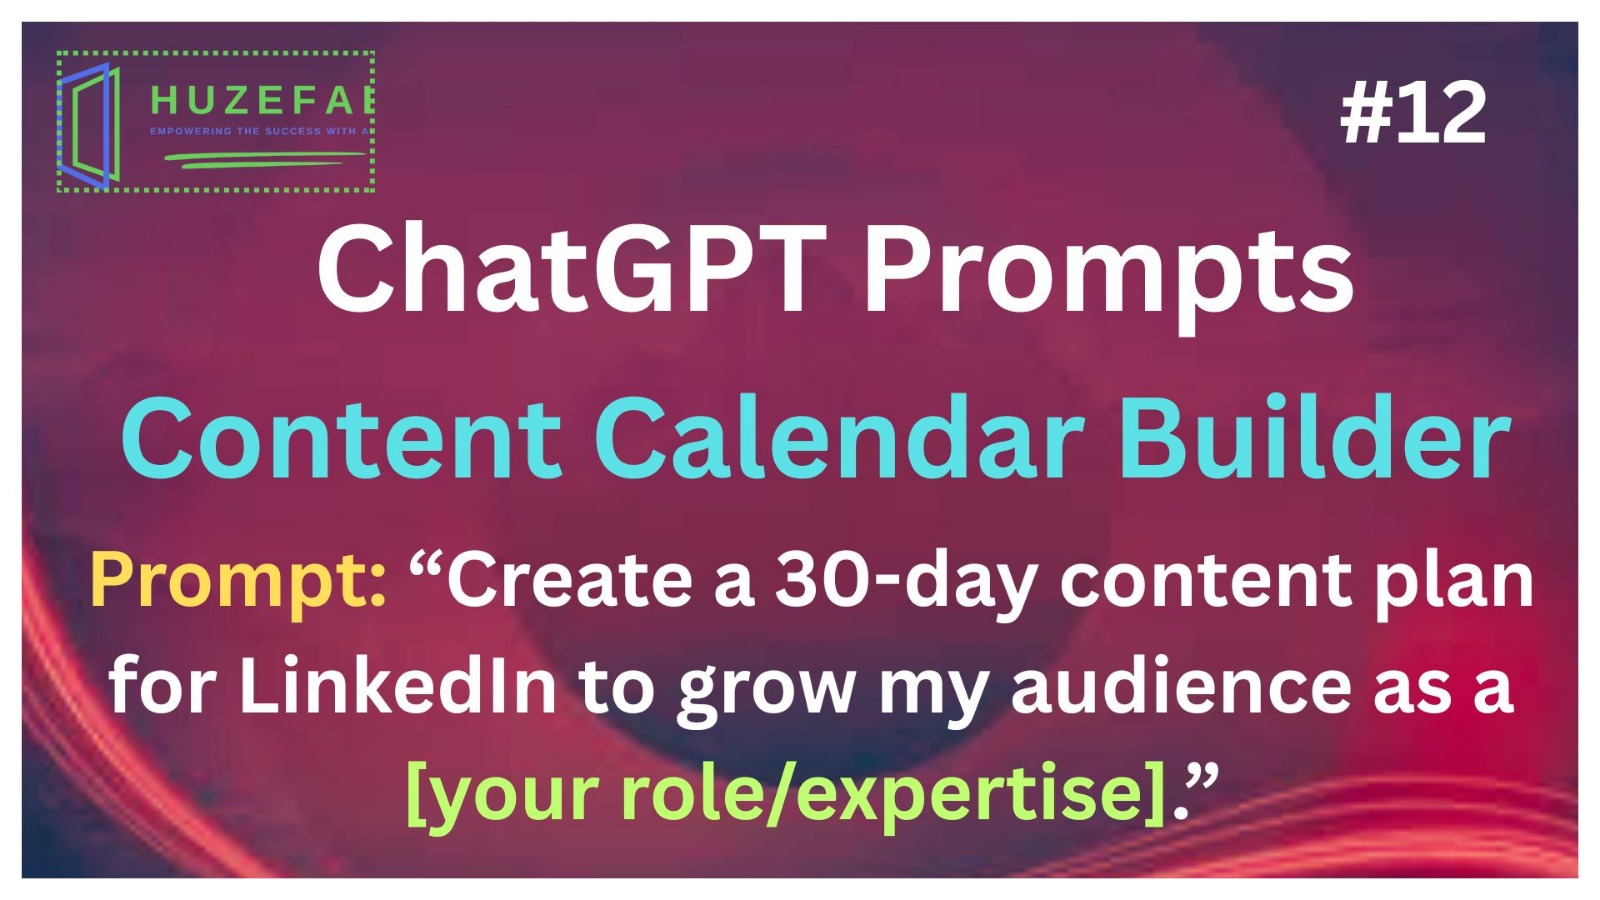 HUZEFA
EMPOWERING THE SUCCESS WITH
#12
ChatGPT Prompts
Content Calendar Builder
Prompt: “Create a 30-day content plan
for LinkedIn to grow my audience as a
[your role/expertise].”